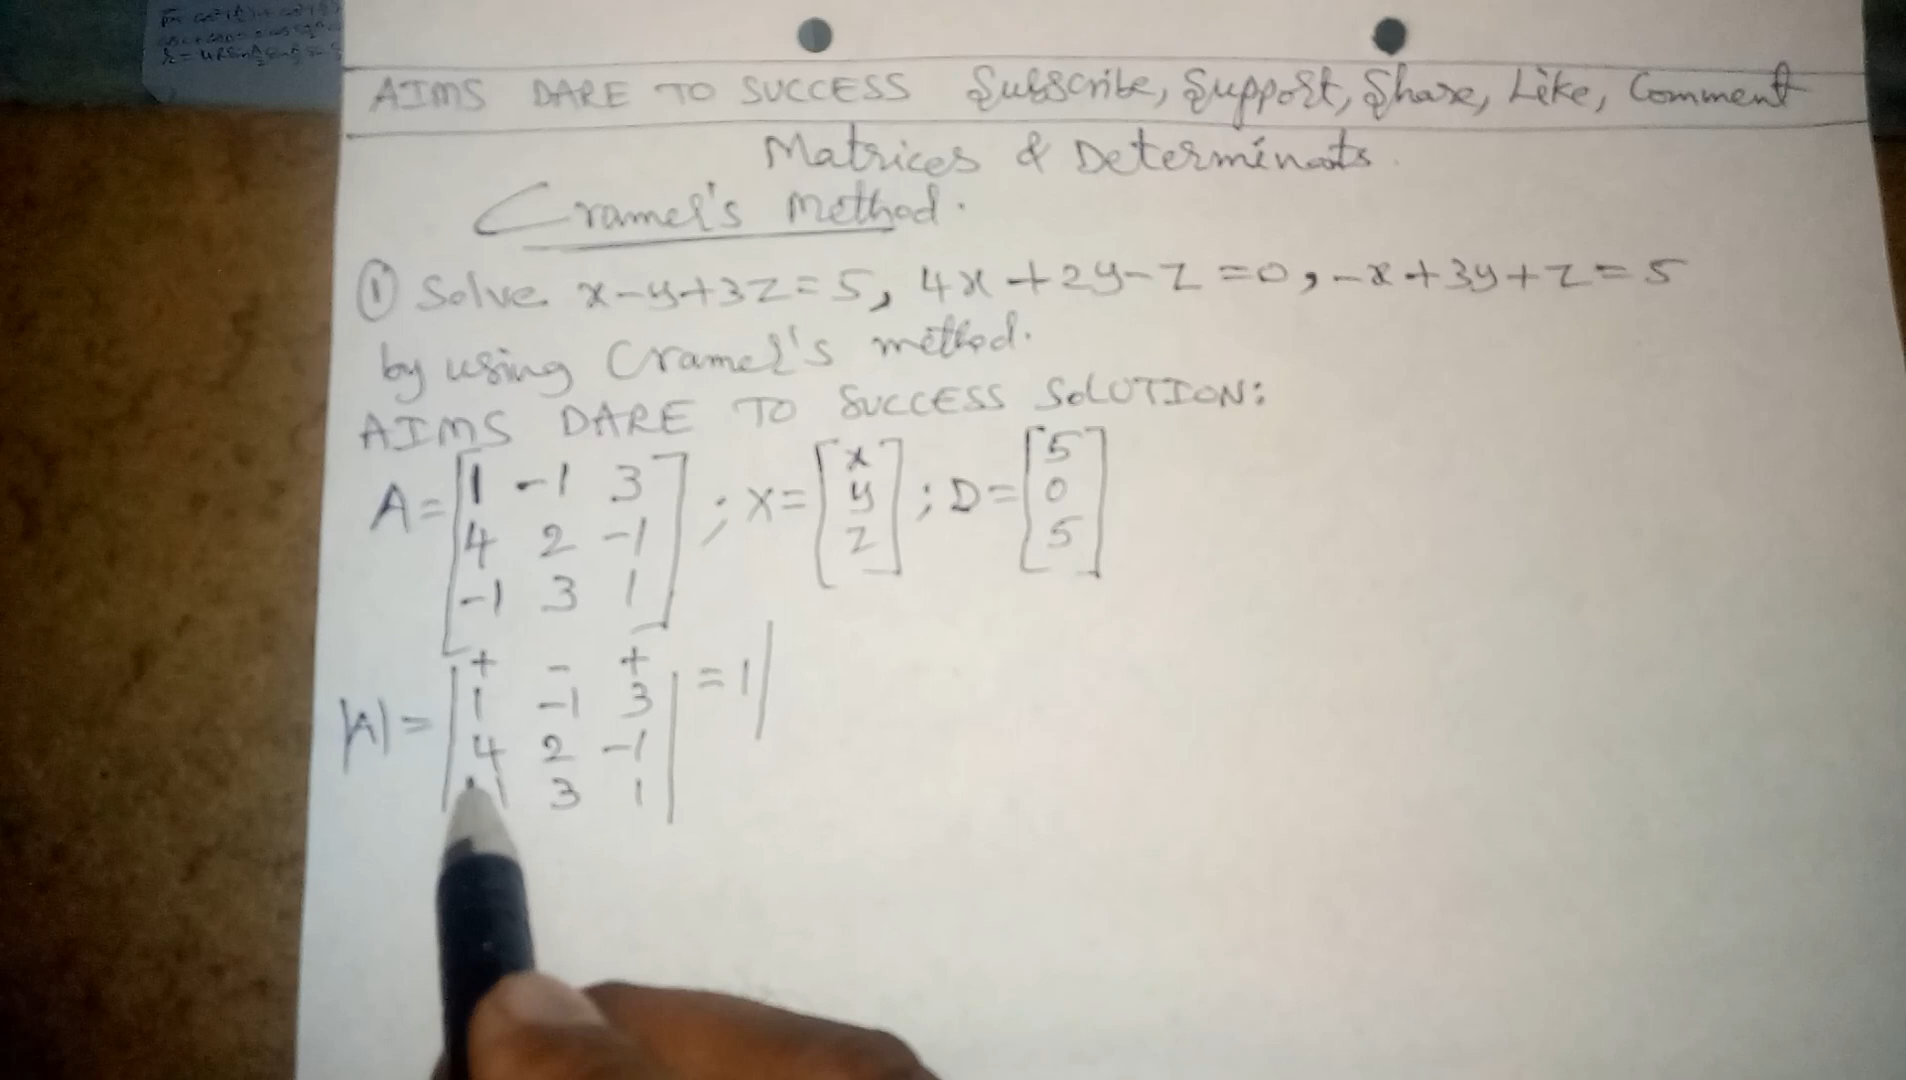 AIMS DARE TO SUCCESS Subscribe, Support, Share, Like, Comment
Matrices & Determinants.
Cramer's Method.
① Solve x-y+3z=5, 4x+2y-z=0, -x+3y+z=5
by using Cramer's method.
AIMS DARE TO SUCCESS SOLUTION:
A= [1 -1 3; X= [x; D= [5
4 2 -1 y 0
-1 3 1] z] 5]
+ - +
|A| = |1 -1 3| = 1|
4 2 -1
3 1